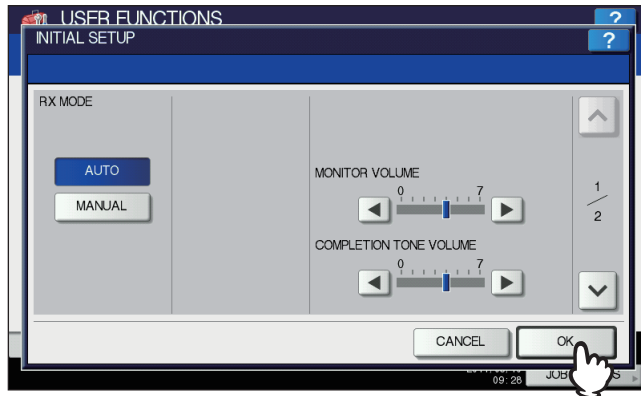 USER FUNCTIONS
?
INITIAL SETUP
?
RX MODE
AUTO
MANUAL
MONITOR VOLUME
0 7
COMPLETION TONE VOLUME
0 7
1
2
CANCEL
OK
09:28
JOB